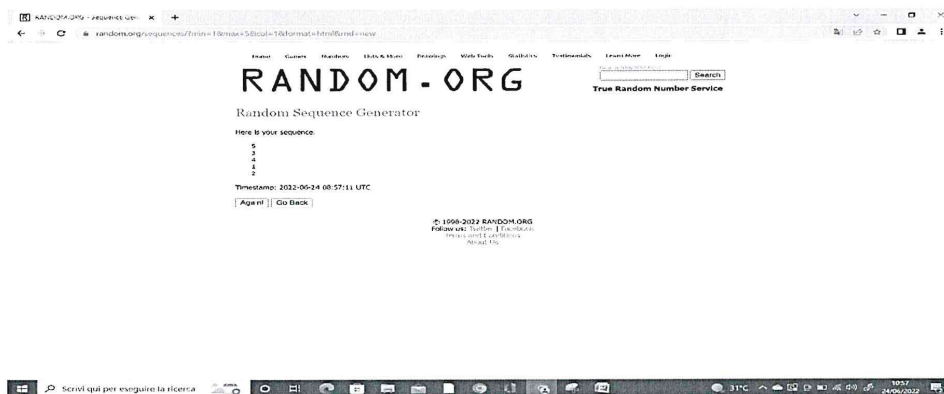 RANDOM.ORG - Sequence Gen
random.org/sequences/?min=1&max=5&col=1&format=html&rnd=new
Home Games Numbers Lists & More Drawings Web Tools Statistics Testimonials Learn More Login
RANDOM.ORG
Search
True Random Number Service
Random Sequence Generator
Here is your sequence:
5
3
4
1
2
Timestamp: 2022-06-24 08:57:11 UTC
Again! Go Back
© 1998-2022 RANDOM.ORG
Follow us: Twitter | Facebook
Terms and Conditions
About Us
Scrivi qui per eseguire la ricerca
31°C
10:57
24/06/2022